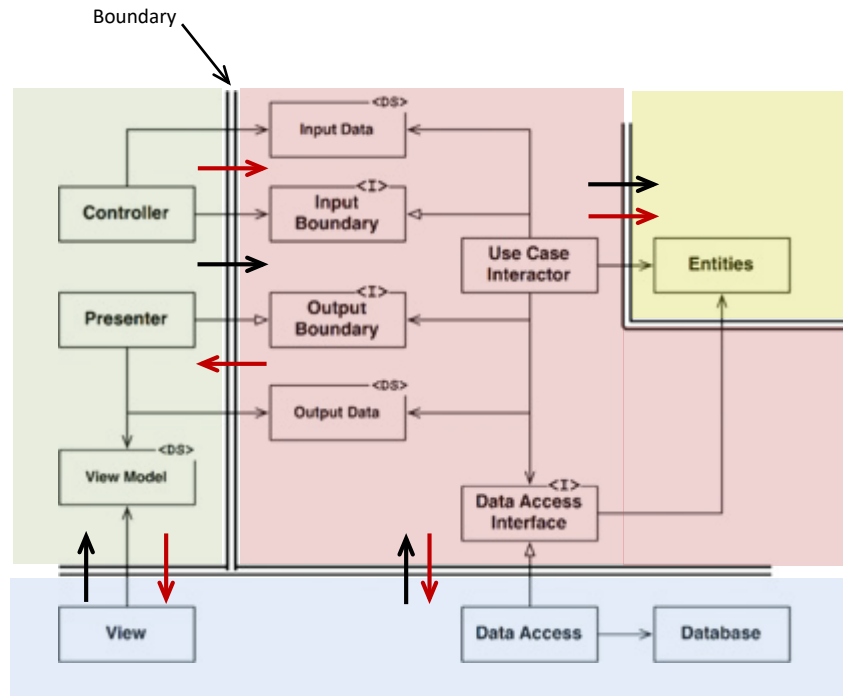 Boundary
<DS>
Input Data
<I>
Controller
Input
Boundary
Use Case
Interactor
Entities
<I>
Presenter
Output
Boundary
<DS>
Output Data
<DS>
View Model
<I>
Data Access
Interface
View
Data Access
Database